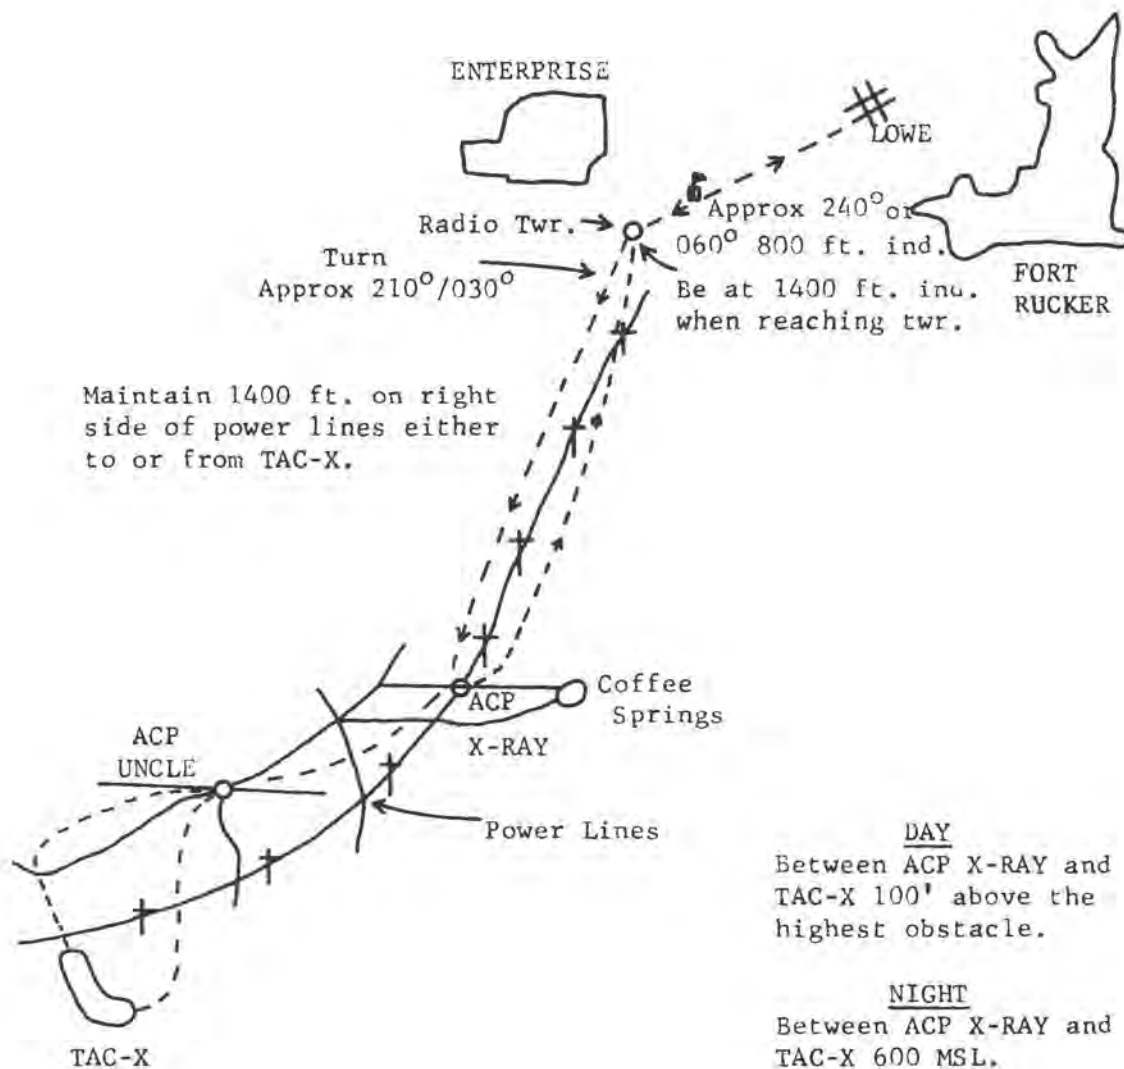 ENTERPRISE
LOWE
Radio Twr.
Approx 240° or
060° 800 ft. ind.
Turn
Approx 210°/030°
Be at 1400 ft. ind.
when reaching twr.
FORT
RUCKER
Maintain 1400 ft. on right
side of power lines either
to or from TAC-X.
Coffee
Springs
ACP
X-RAY
ACP
UNCLE
Power Lines
DAY
Between ACP X-RAY and
TAC-X 100' above the
highest obstacle.
NIGHT
Between ACP X-RAY and
TAC-X 600 MSL.
TAC-X